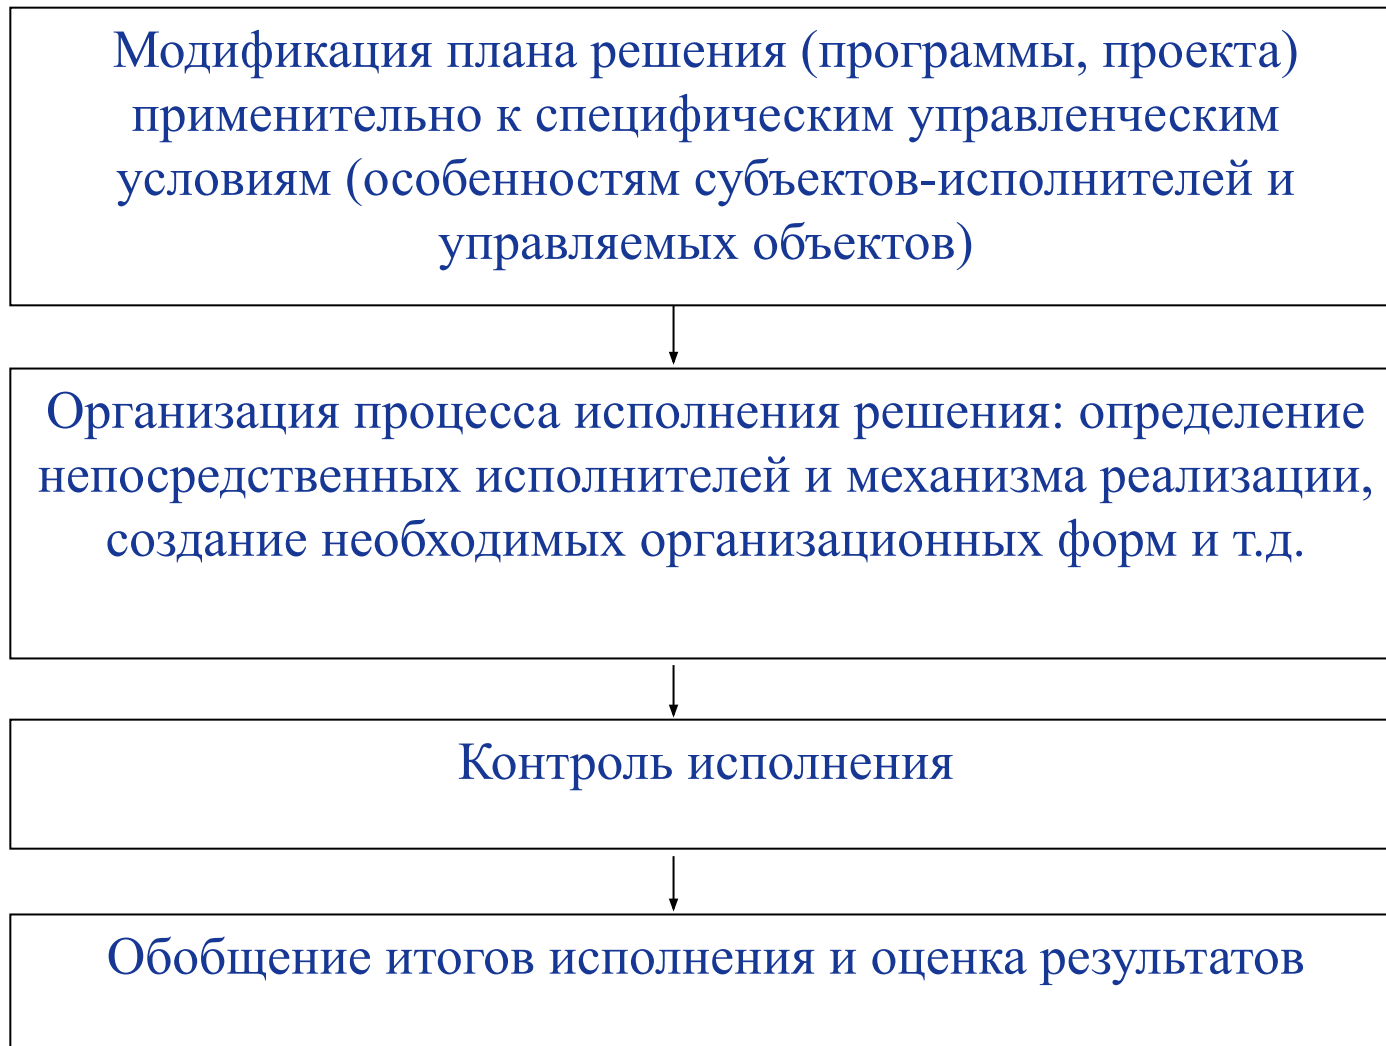 Модификация плана решения (программы, проекта)
применительно к специфическим управленческим
условиям (особенностям субъектов-исполнителей и
управляемых объектов)
Организация процесса исполнения решения: определение
непосредственных исполнителей и механизма реализации,
создание необходимых организационных форм и т.д.
Контроль исполнения
Обобщение итогов исполнения и оценка результатов